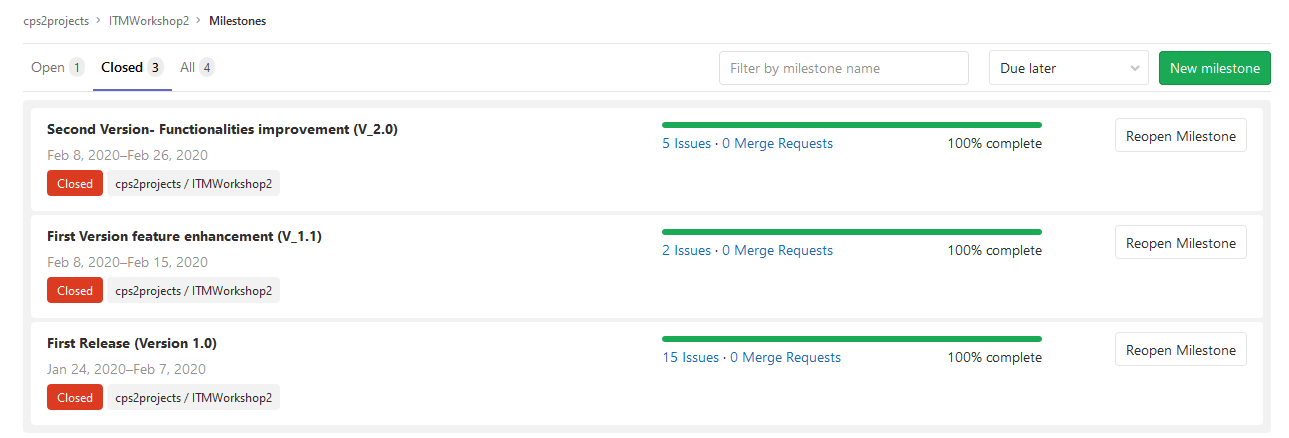 cps2projects > ITMWorkshop2 > Milestones
Open 1 Closed 3 All 4 Filter by milestone name Due later New milestone
Second Version- Functionalities improvement (V_2.0)
Feb 8, 2020–Feb 26, 2020
Closed cps2projects / ITMWorkshop2
5 Issues · 0 Merge Requests 100% complete
Reopen Milestone
First Version feature enhancement (V_1.1)
Feb 8, 2020–Feb 15, 2020
Closed cps2projects / ITMWorkshop2
2 Issues · 0 Merge Requests 100% complete
Reopen Milestone
First Release (Version 1.0)
Jan 24, 2020–Feb 7, 2020
Closed cps2projects / ITMWorkshop2
15 Issues · 0 Merge Requests 100% complete
Reopen Milestone